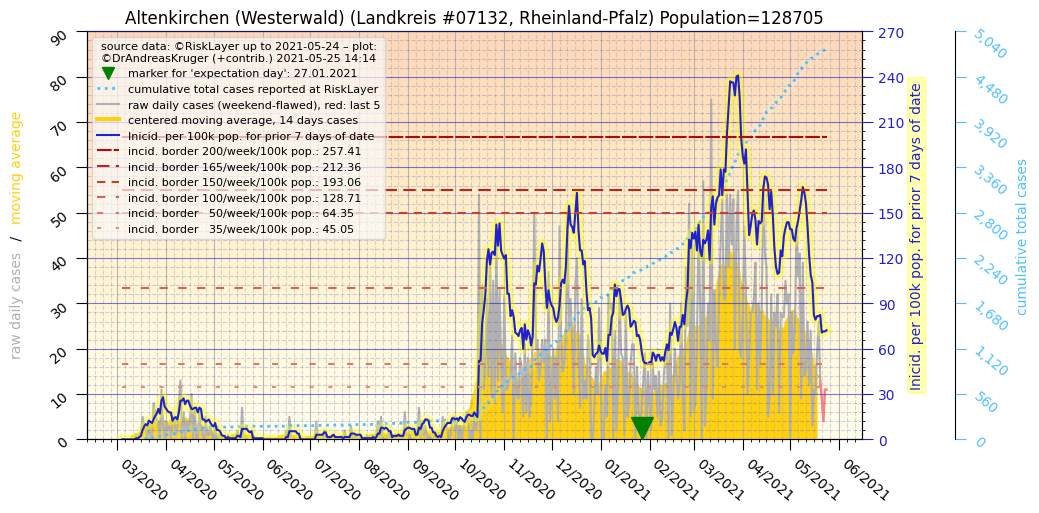 Altenkirchen (Westerwald) (Landkreis #07132, Rheinland-Pfalz) Population=128705
source data: ©RiskLayer up to 2021-05-24 – plot:
©DrAndreasKruger (+contrib.) 2021-05-25 14:14
marker for 'expectation day': 27.01.2021
cumulative total cases reported at RiskLayer
raw daily cases (weekend-flawed), red: last 5
centered moving average, 14 days cases
Inicid. per 100k pop. for prior 7 days of date
incid. border 200/week/100k pop.: 257.41
incid. border 165/week/100k pop.: 212.36
incid. border 150/week/100k pop.: 193.06
incid. border 100/week/100k pop.: 128.71
incid. border 50/week/100k pop.: 64.35
incid. border 35/week/100k pop.: 45.05
raw daily cases / moving average
90
80
70
60
50
40
30
20
10
0
03/2020
04/2020
05/2020
06/2020
07/2020
08/2020
09/2020
10/2020
11/2020
12/2020
01/2021
02/2021
03/2021
04/2021
05/2021
06/2021
270
240
210
180
150
120
90
60
30
0
Inicid. per 100k pop. for prior 7 days of date
5,040
4,480
3,920
3,360
2,800
2,240
1,680
1,120
560
0
cumulative total cases